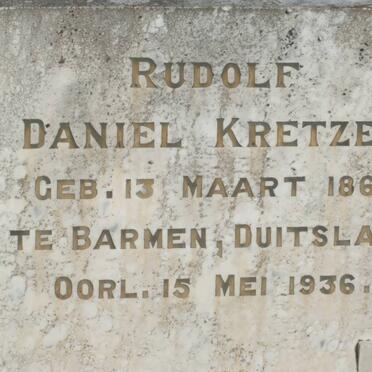 RUDOLF
DANIEL KRETZE
GEB. 13 MAART 186
TE BARMEN, DUITSLA
OORL. 15 MEI 1936.